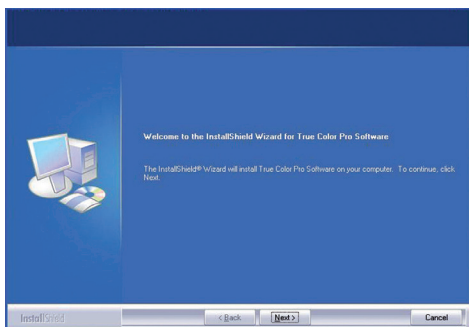 Welcome to the InstallShield Wizard for True Color Pro Software
The InstallShield® Wizard will install True Color Pro Software on your computer. To continue, click
Next.
InstallShield
< Back
Next >
Cancel